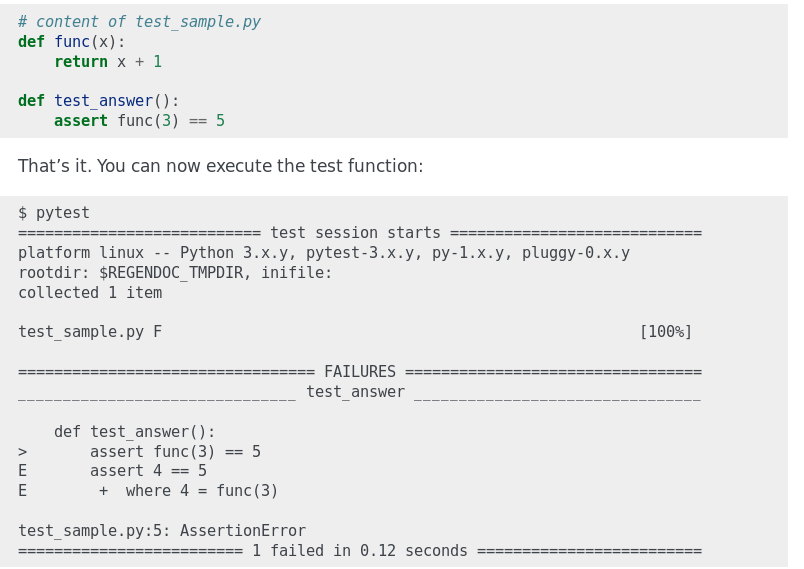 # content of test_sample.py
def func(x):
    return x + 1

def test_answer():
    assert func(3) == 5

That’s it. You can now execute the test function:

$ pytest
=========================== test session starts ============================
platform linux -- Python 3.x.y, pytest-3.x.y, py-1.x.y, pluggy-0.x.y
rootdir: $REGENDOC_TMPDIR, inifile:
collected 1 item

test_sample.py F                                                     [100%]

================================= FAILURES =================================
_______________________________ test_answer ________________________________

    def test_answer():
>       assert func(3) == 5
E       assert 4 == 5
E        +  where 4 = func(3)

test_sample.py:5: AssertionError
========================= 1 failed in 0.12 seconds =========================